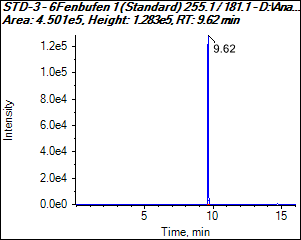 STD-3 - 6Fenbufen 1 (Standard) 255.1 / 181.1 - D:\Ana...
Area: 4.501e5, Height: 1.283e5, RT: 9.62 min
9.62
1.2e5
1.0e5
8.0e4
6.0e4
4.0e4
2.0e4
0.0e0
Intensity
5
10
15
Time, min